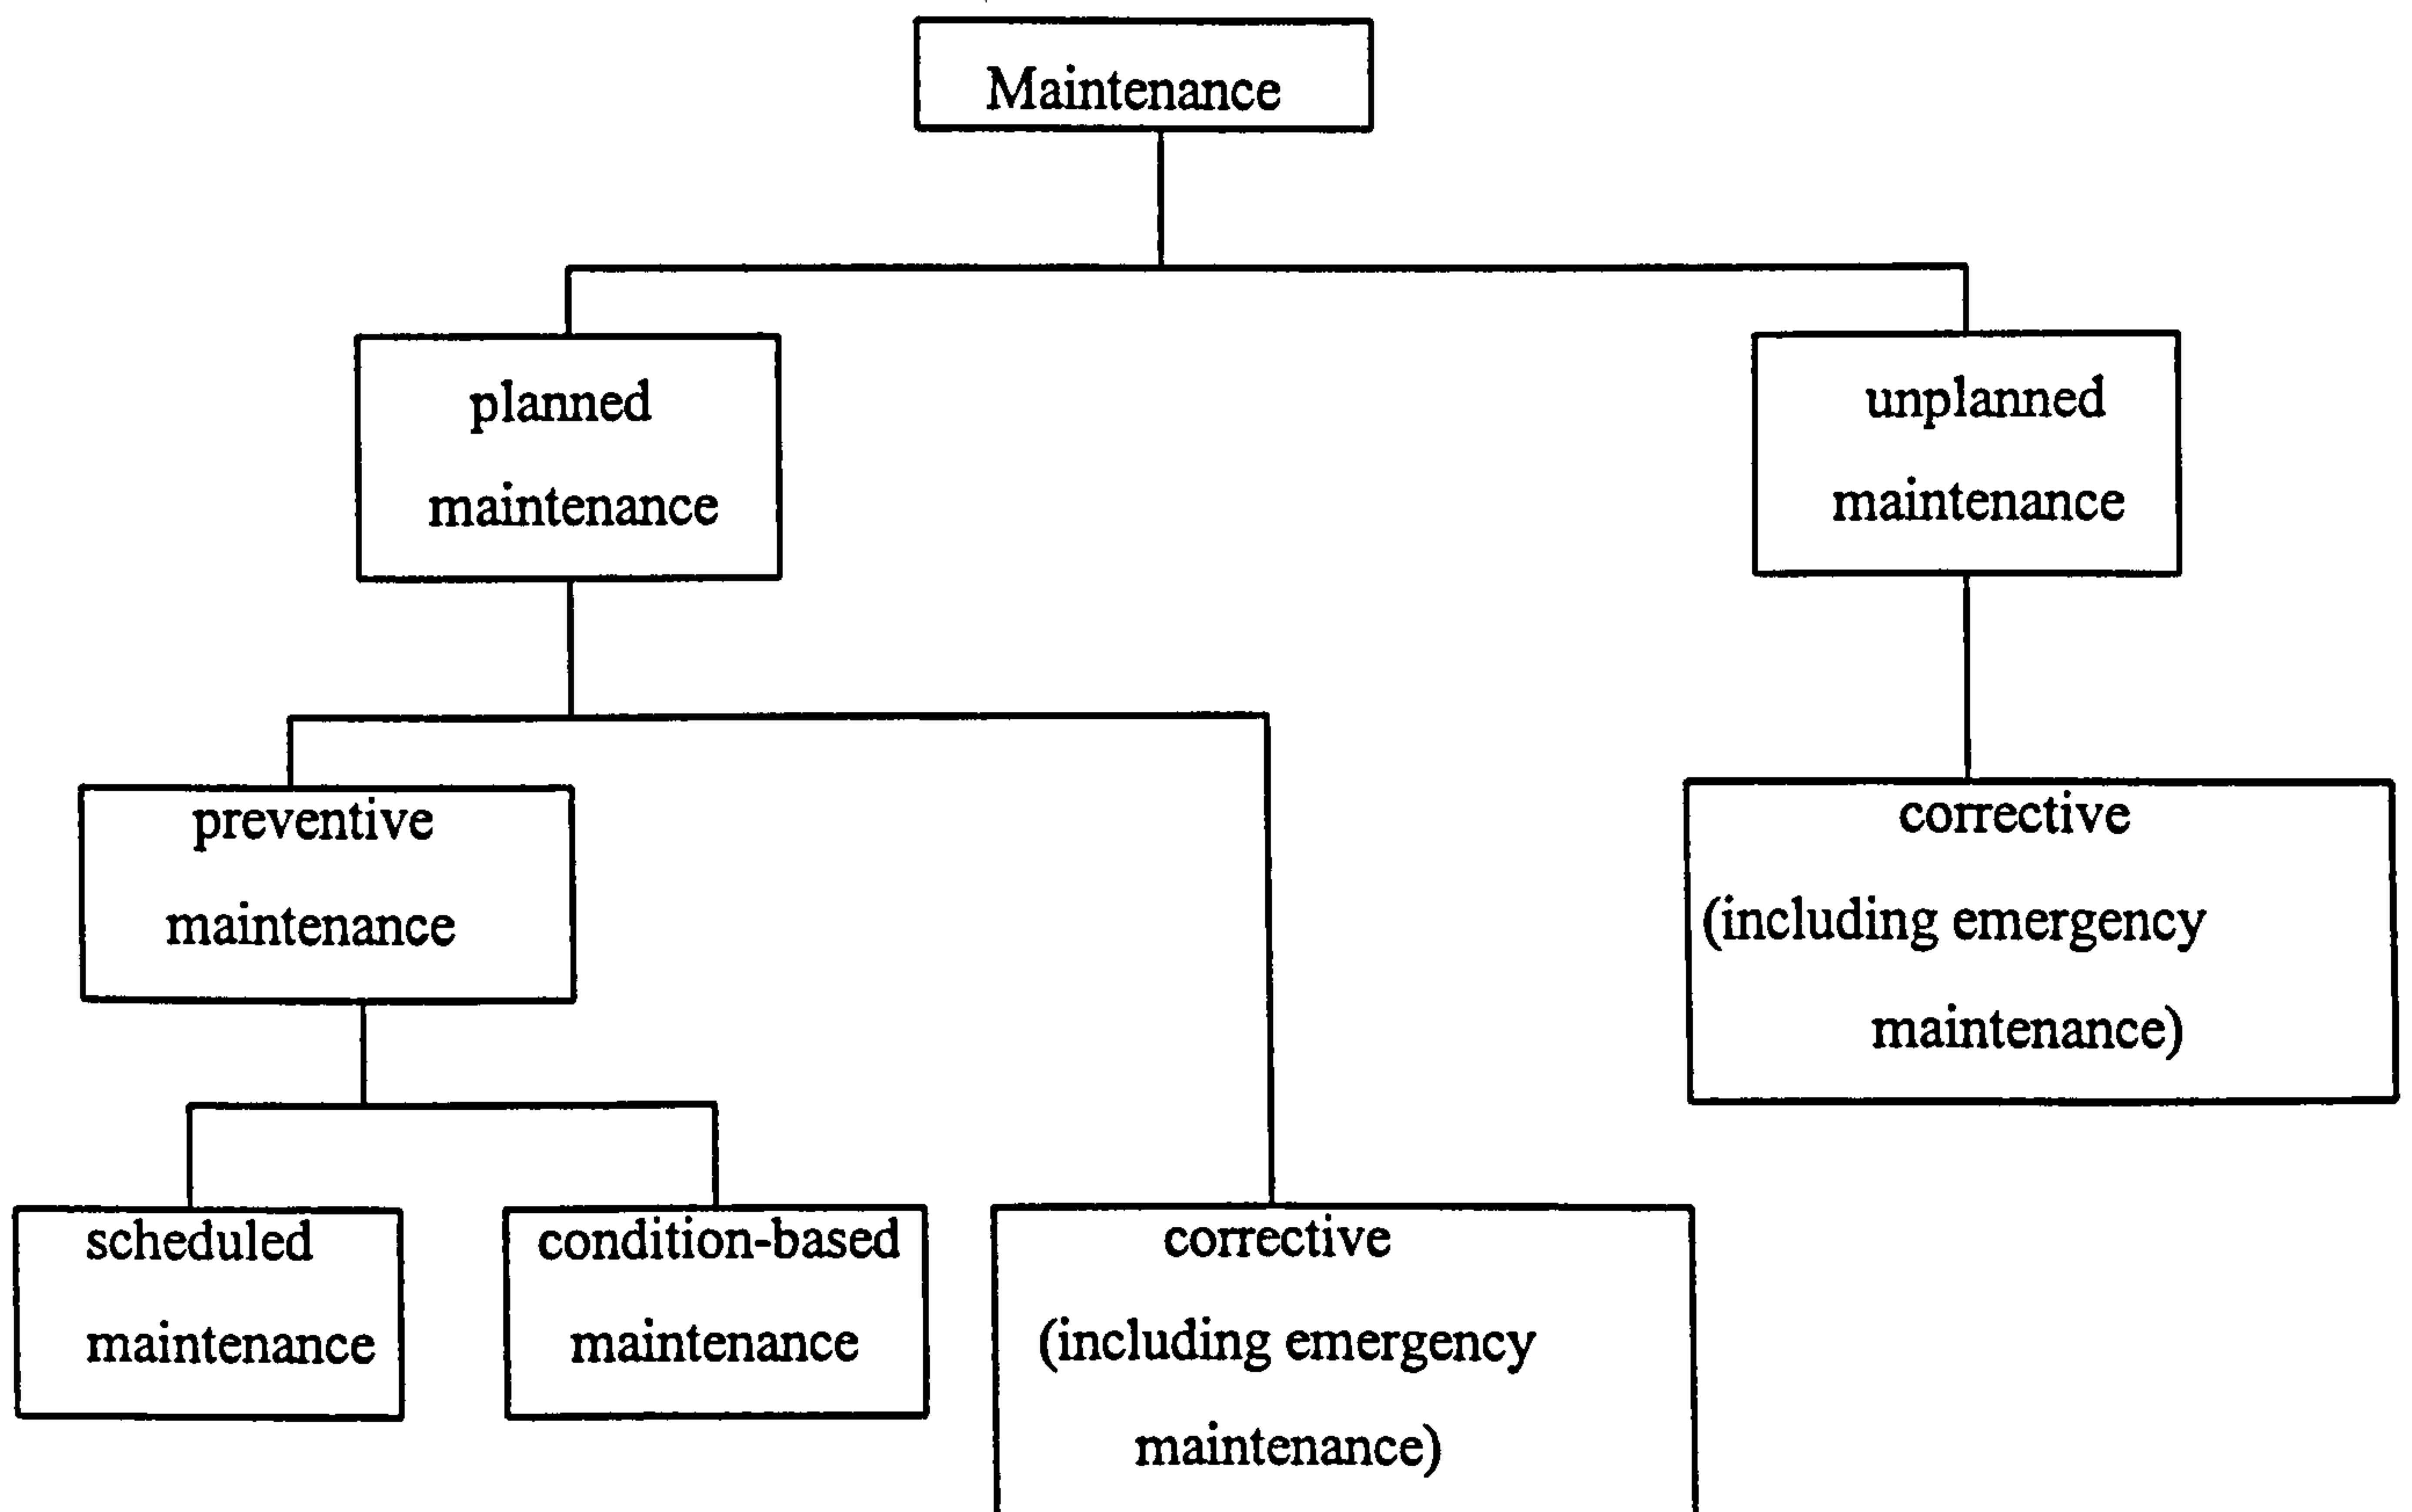 Maintenance
planned
maintenance
unplanned
maintenance
preventive
maintenance
corrective
(including emergency
maintenance)
scheduled
maintenance
condition-based
maintenance
corrective
(including emergency
maintenance)